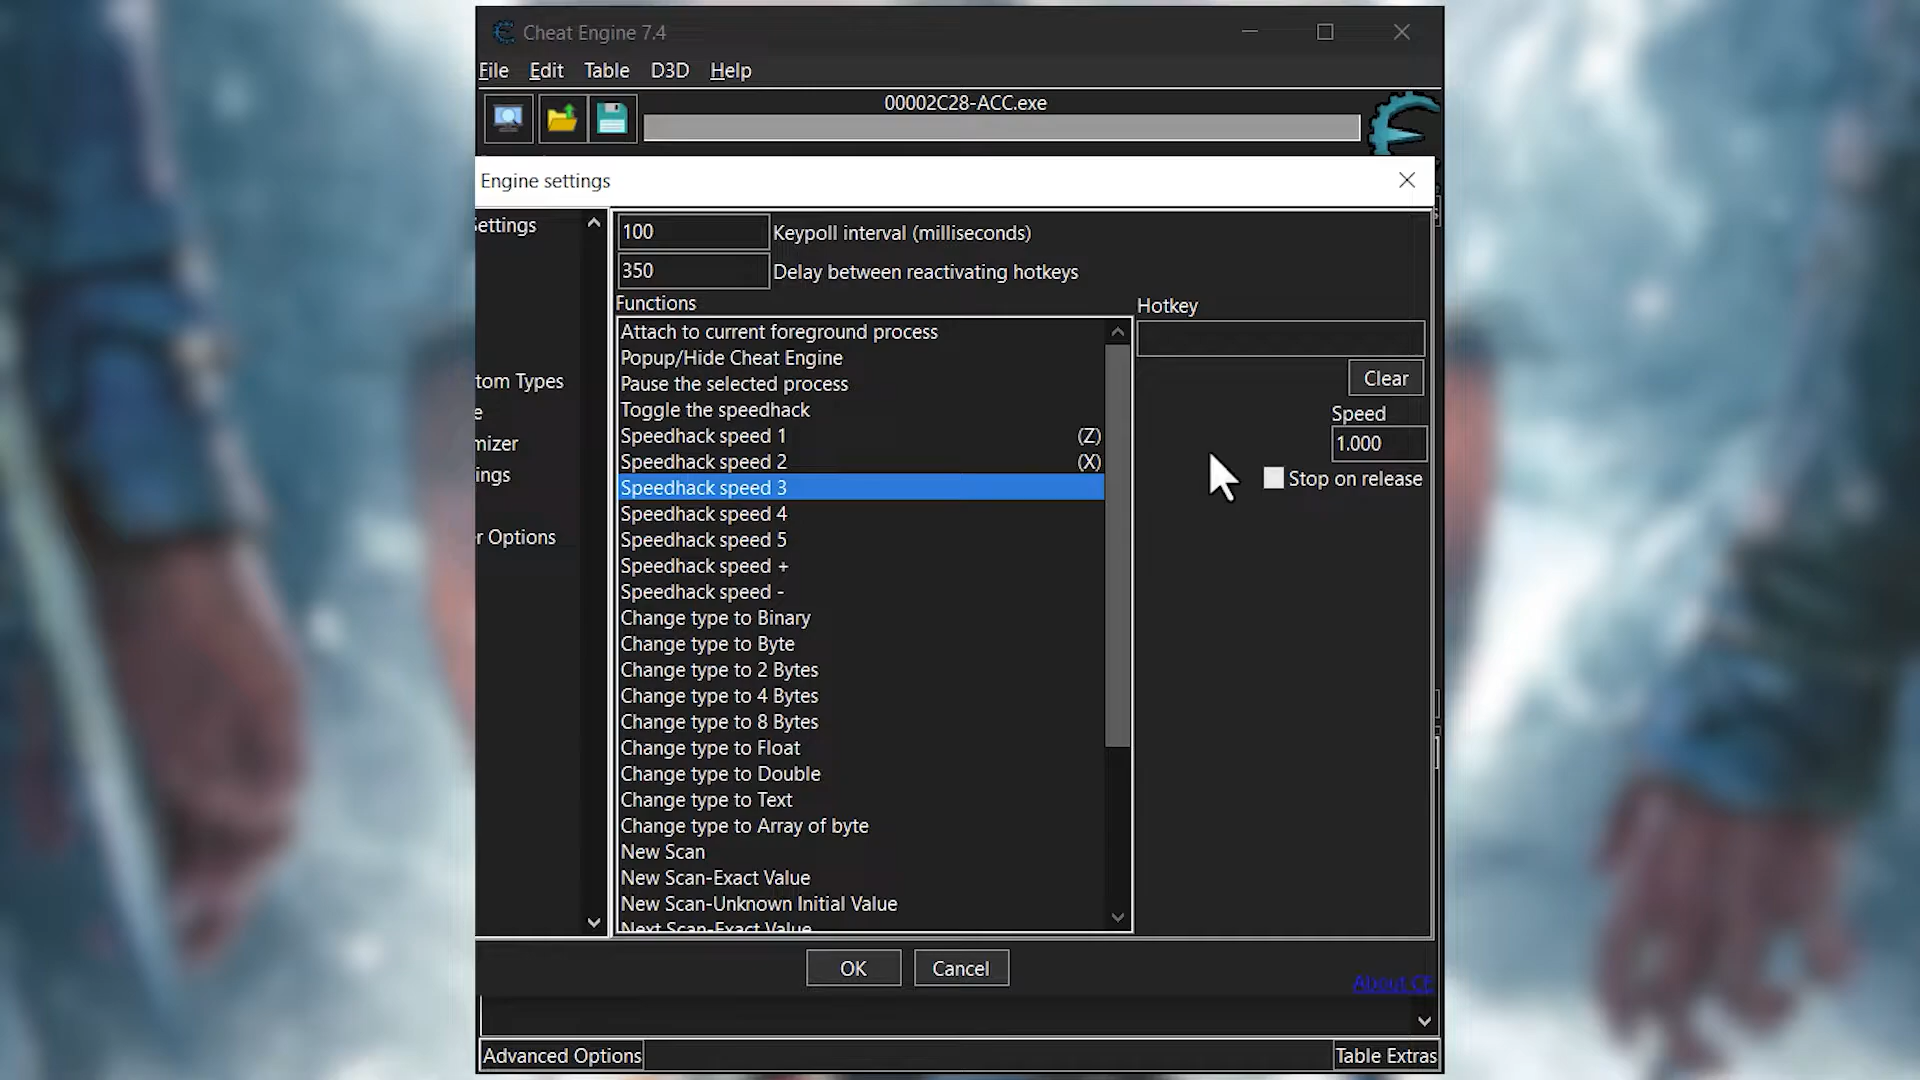 Cheat Engine 7.4
File Edit Table D3D Help
00002C28-ACC.exe
Engine settings
ettings
tom Types
e
mizer
ings
r Options
100 Keypoll interval (milliseconds)
350 Delay between reactivating hotkeys
Functions
Attach to current foreground process
Popup/Hide Cheat Engine
Pause the selected process
Toggle the speedhack
Speedhack speed 1 (Z)
Speedhack speed 2 (X)
Speedhack speed 3
Speedhack speed 4
Speedhack speed 5
Speedhack speed +
Speedhack speed -
Change type to Binary
Change type to Byte
Change type to 2 Bytes
Change type to 4 Bytes
Change type to 8 Bytes
Change type to Float
Change type to Double
Change type to Text
Change type to Array of byte
New Scan
New Scan-Exact Value
New Scan-Unknown Initial Value
Next Scan-Exact Value
Hotkey
Clear
Speed
1.000
Stop on release
OK Cancel
About CE
Advanced Options
Table Extras